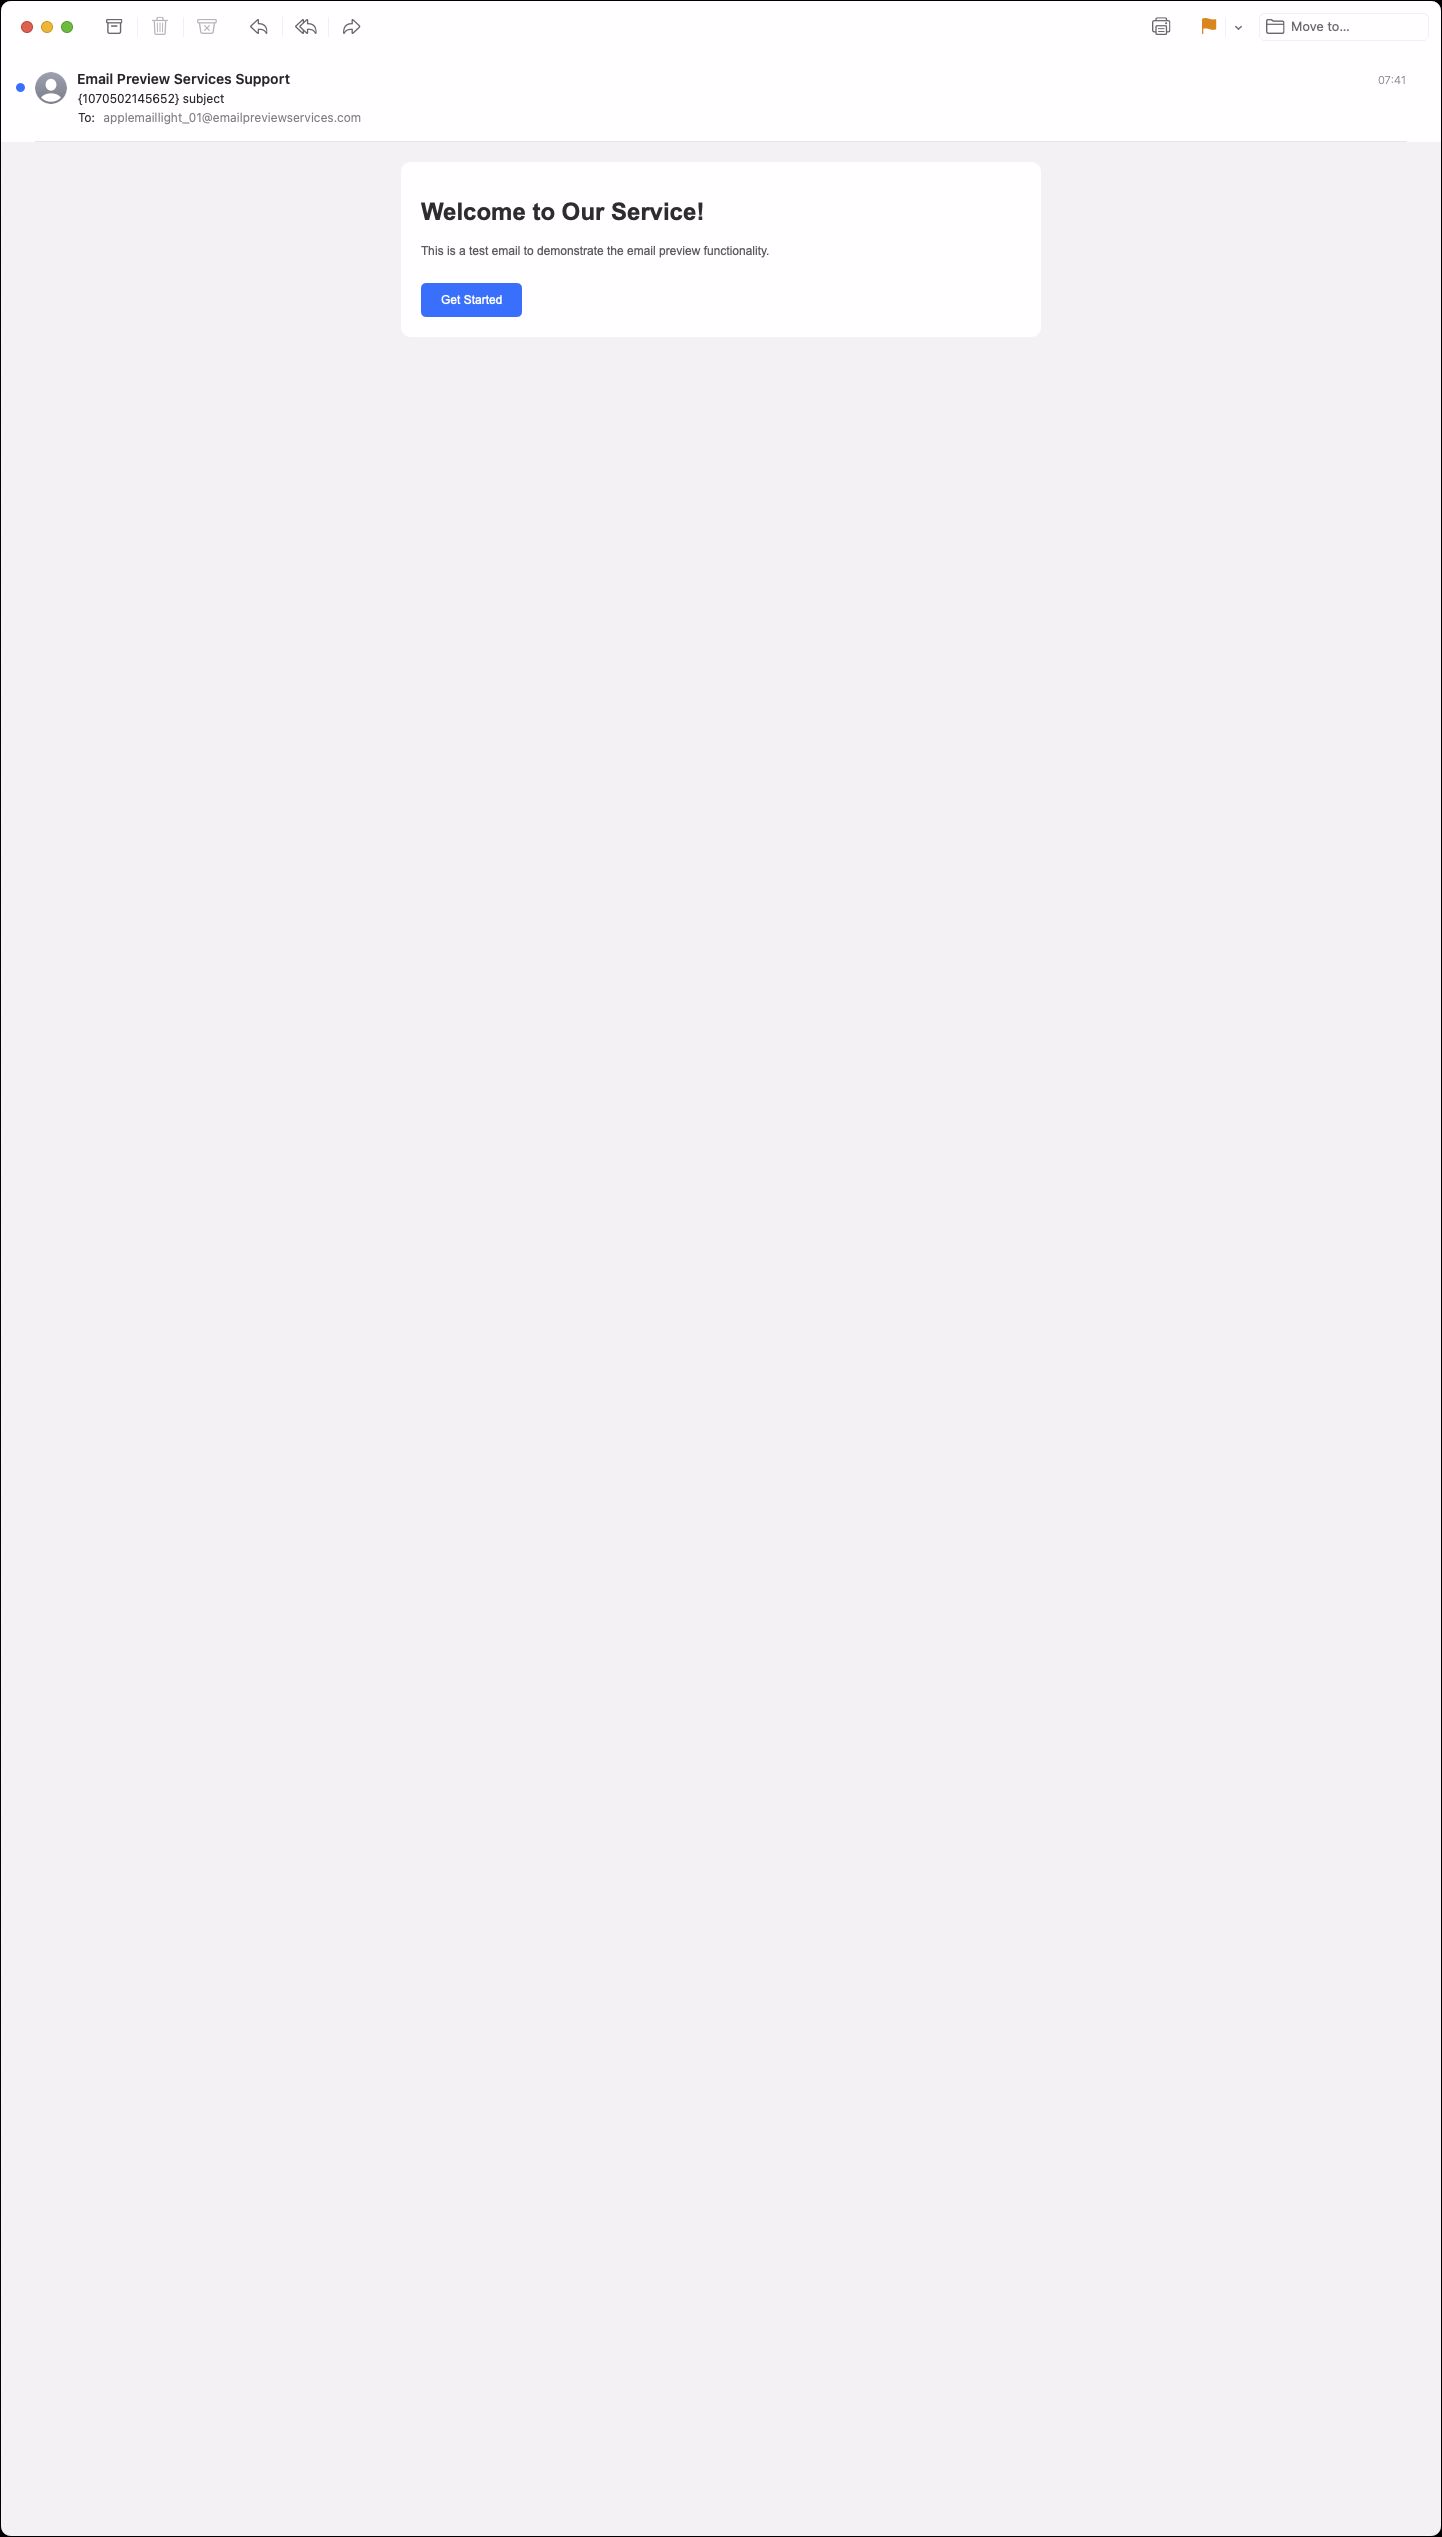 Move to...
Email Preview Services Support
07:41
{1070502145652} subject
To: applemaillight_01@emailpreviewservices.com
Welcome to Our Service!
This is a test email to demonstrate the email preview functionality.
Get Started